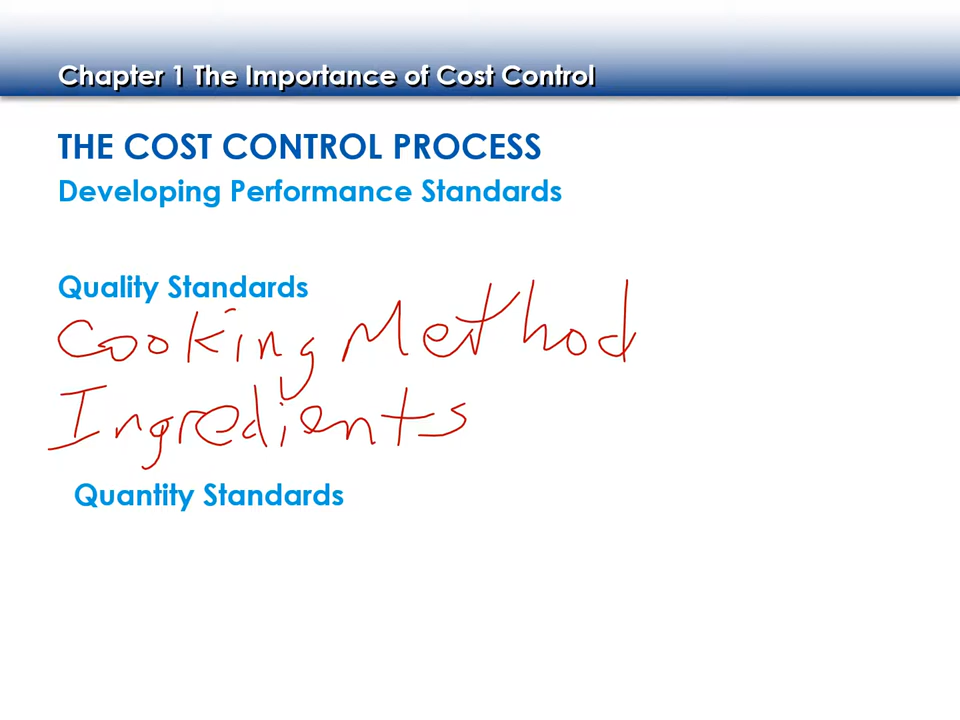 Chapter 1 The Importance of Cost Control
THE COST CONTROL PROCESS
Developing Performance Standards
Quality Standards
Cooking Method
Ingredients
Quantity Standards